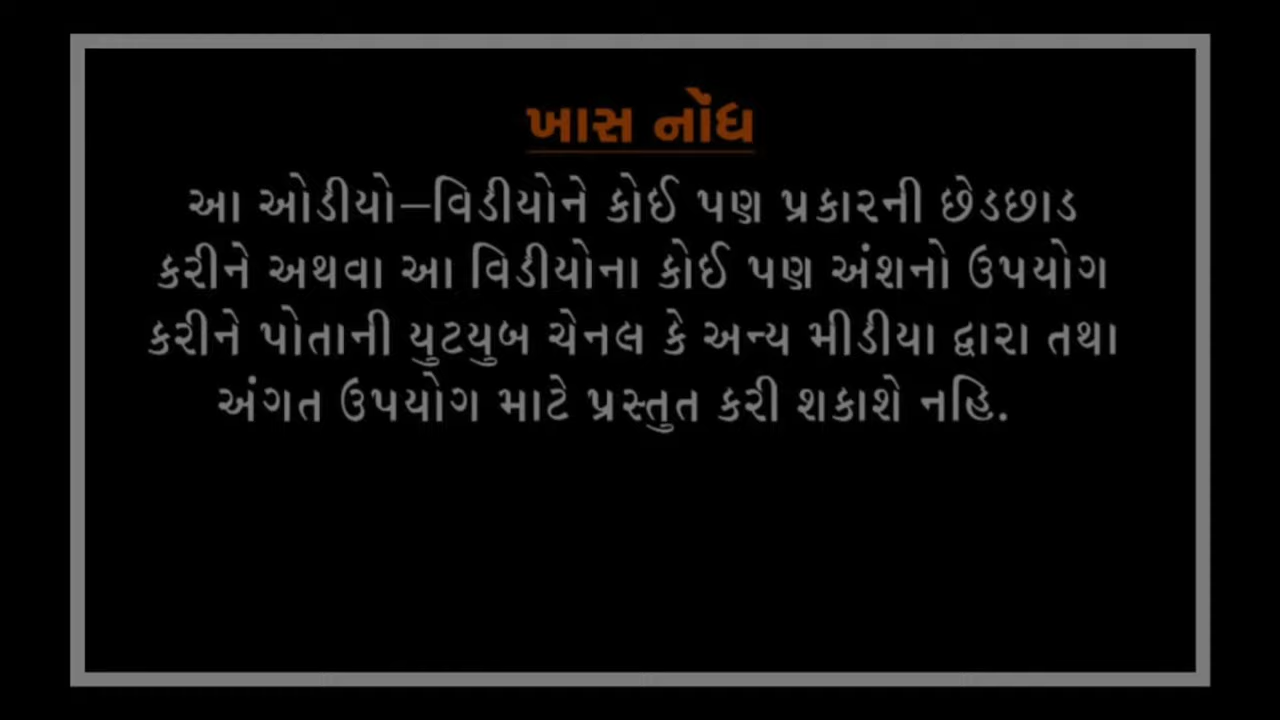 ખાસ નોંધ
આ ઓડીયો–વિડીયોને કોઈ પણ પ્રકારની છેડછાડ
કરીને અથવા આ વિડીયોના કોઈ પણ અંશનો ઉપયોગ
કરીને પોતાની યુટયુબ ચેનલ કે અન્ય મીડીયા દ્વારા તથા
અંગત ઉપયોગ માટે પ્રસ્તુત કરી શકાશે નહિ.